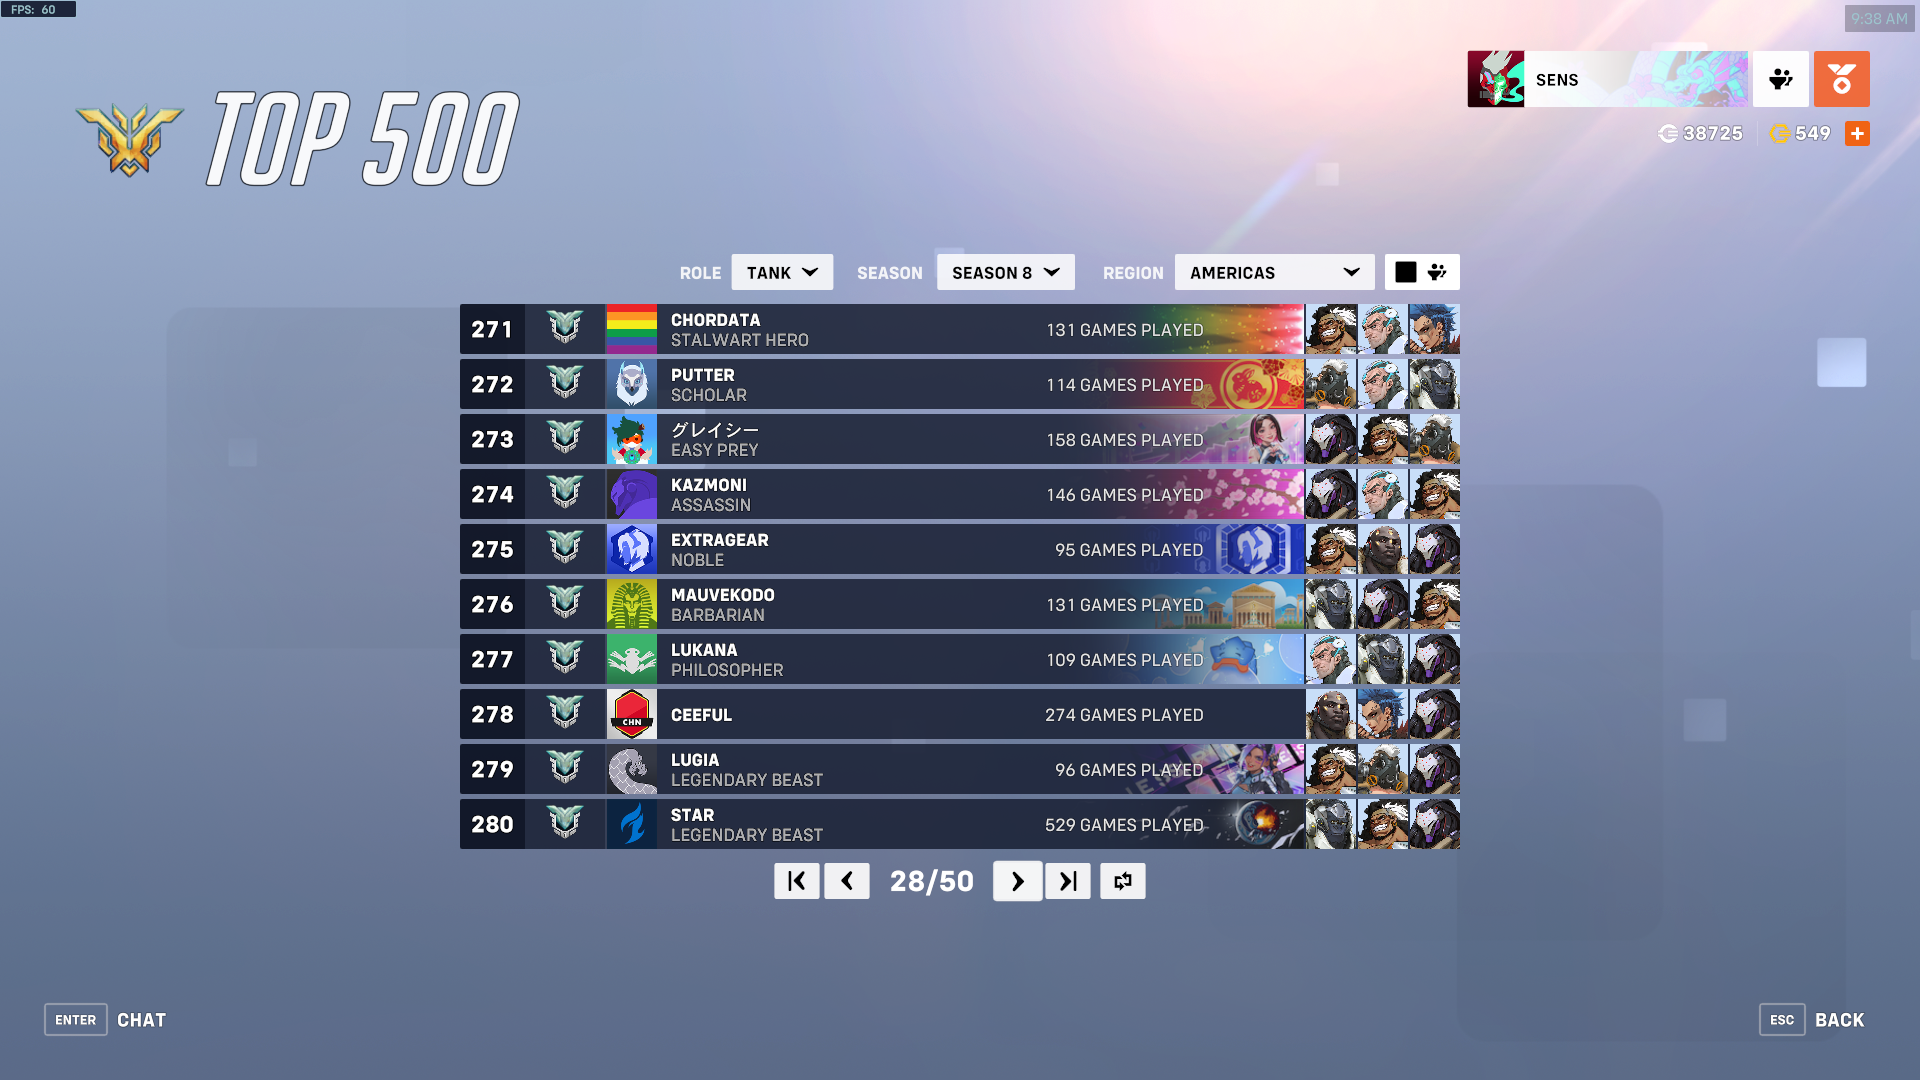 FPS: 60
9:38 AM
TOP 500
SENS
38725
549
ROLE TANK SEASON SEASON 8 REGION AMERICAS
271 CHORDATA 131 GAMES PLAYED
STALWART HERO
272 PUTTER 114 GAMES PLAYED
SCHOLAR
273 グレイシー 158 GAMES PLAYED
EASY PREY
274 KAZMONI 146 GAMES PLAYED
ASSASSIN
275 EXTRAGEAR 95 GAMES PLAYED
NOBLE
276 MAUVEKODO 131 GAMES PLAYED
BARBARIAN
277 LUKANA 109 GAMES PLAYED
PHILOSOPHER
278 CHN CEEFUL 274 GAMES PLAYED
279 LUGIA 96 GAMES PLAYED
LEGENDARY BEAST
280 STAR 529 GAMES PLAYED
LEGENDARY BEAST
28/50
ENTER CHAT
ESC BACK